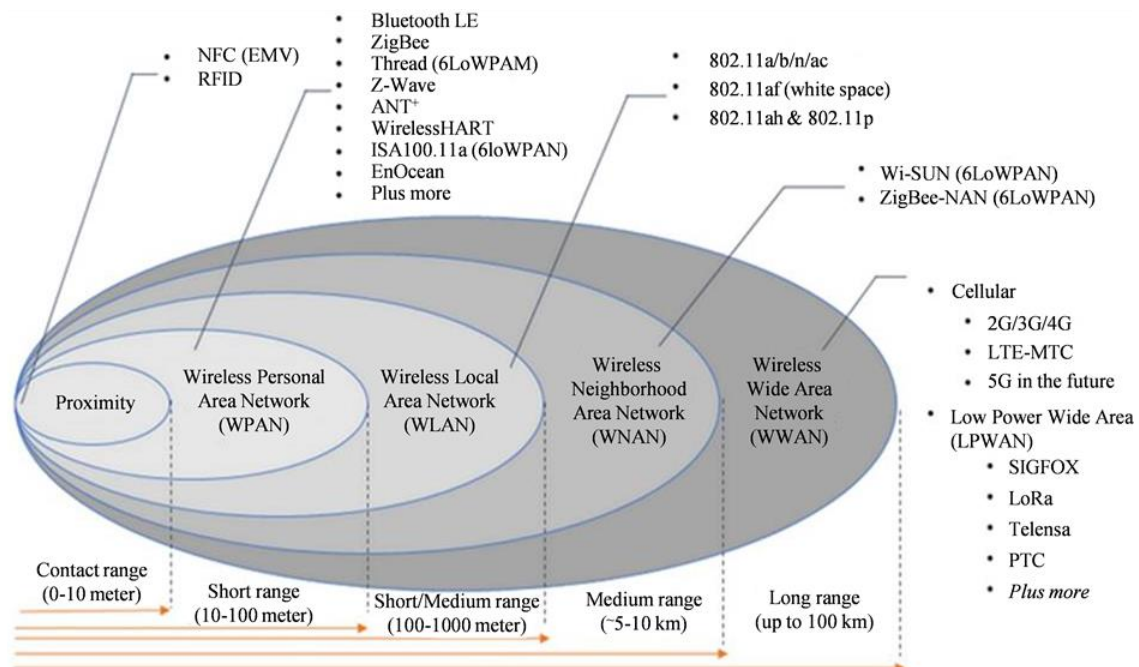 • NFC (EMV)
• RFID
• Bluetooth LE
• ZigBee
• Thread (6LoWPAM)
• Z-Wave
• ANT⁺
• WirelessHART
• ISA100.11a (6loWPAN)
• EnOcean
• Plus more
• 802.11a/b/n/ac
• 802.11af (white space)
• 802.11ah & 802.11p
• Wi-SUN (6LoWPAN)
• ZigBee-NAN (6LoWPAN)
• Cellular
• 2G/3G/4G
• LTE-MTC
• 5G in the future
• Low Power Wide Area
(LPWAN)
• SIGFOX
• LoRa
• Telensa
• PTC
• Plus more
Proximity
Wireless Personal
Area Network
(WPAN)
Wireless Local
Area Network
(WLAN)
Wireless
Neighborhood
Area Network
(WNAN)
Wireless
Wide Area
Network
(WWAN)
Contact range
(0-10 meter)
Short range
(10-100 meter)
Short/Medium range
(100-1000 meter)
Medium range
(~5-10 km)
Long range
(up to 100 km)